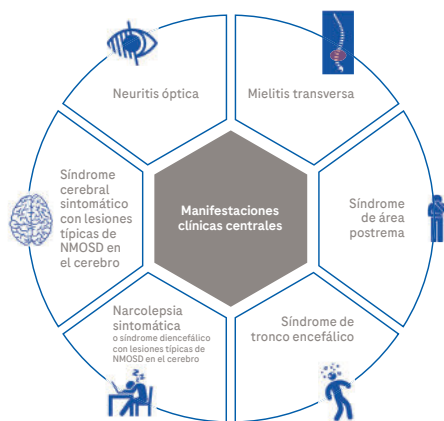 Neuritis óptica
Mielitis transversa
Síndrome
cerebral
sintomático
con lesiones
típicas de
NMOSD en
el cerebro
Manifestaciones
clínicas centrales
Síndrome
de área
postrema
Narcolepsia
sintomática
o síndrome diencefálico
con lesiones típicas de
NMOSD en el cerebro
Síndrome de
tronco encefálico